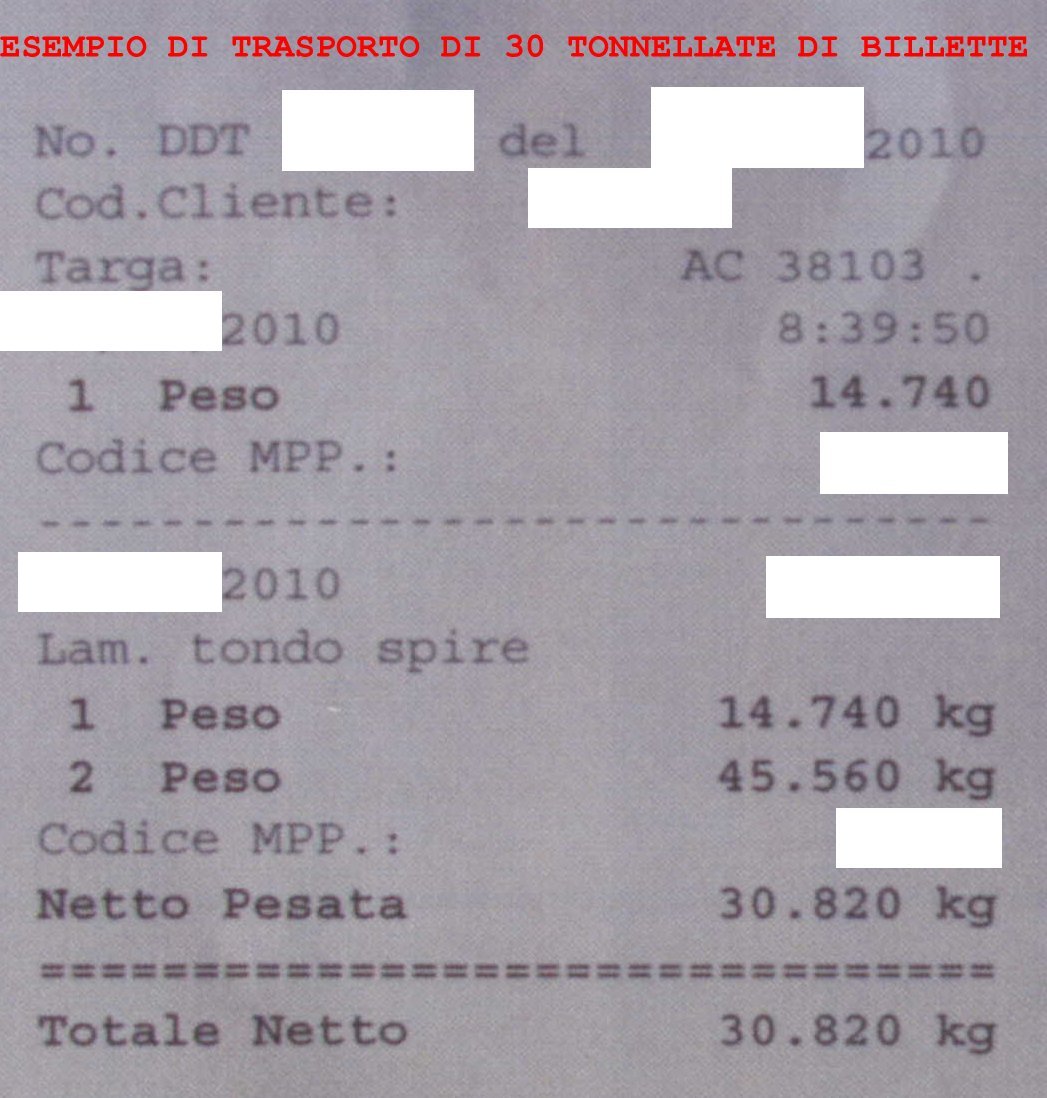 ESEMPIO DI TRASPORTO DI 30 TONNELLATE DI BILLETTE
No. DDT del 2010
Cod.Cliente:
Targa: AC 38103 .
2010 8:39:50
1 Peso 14.740
Codice MPP.:
--------------------------------
2010
Lam. tondo spire
1 Peso 14.740 kg
2 Peso 45.560 kg
Codice MPP.:
Netto Pesata 30.820 kg
================================
Totale Netto 30.820 kg